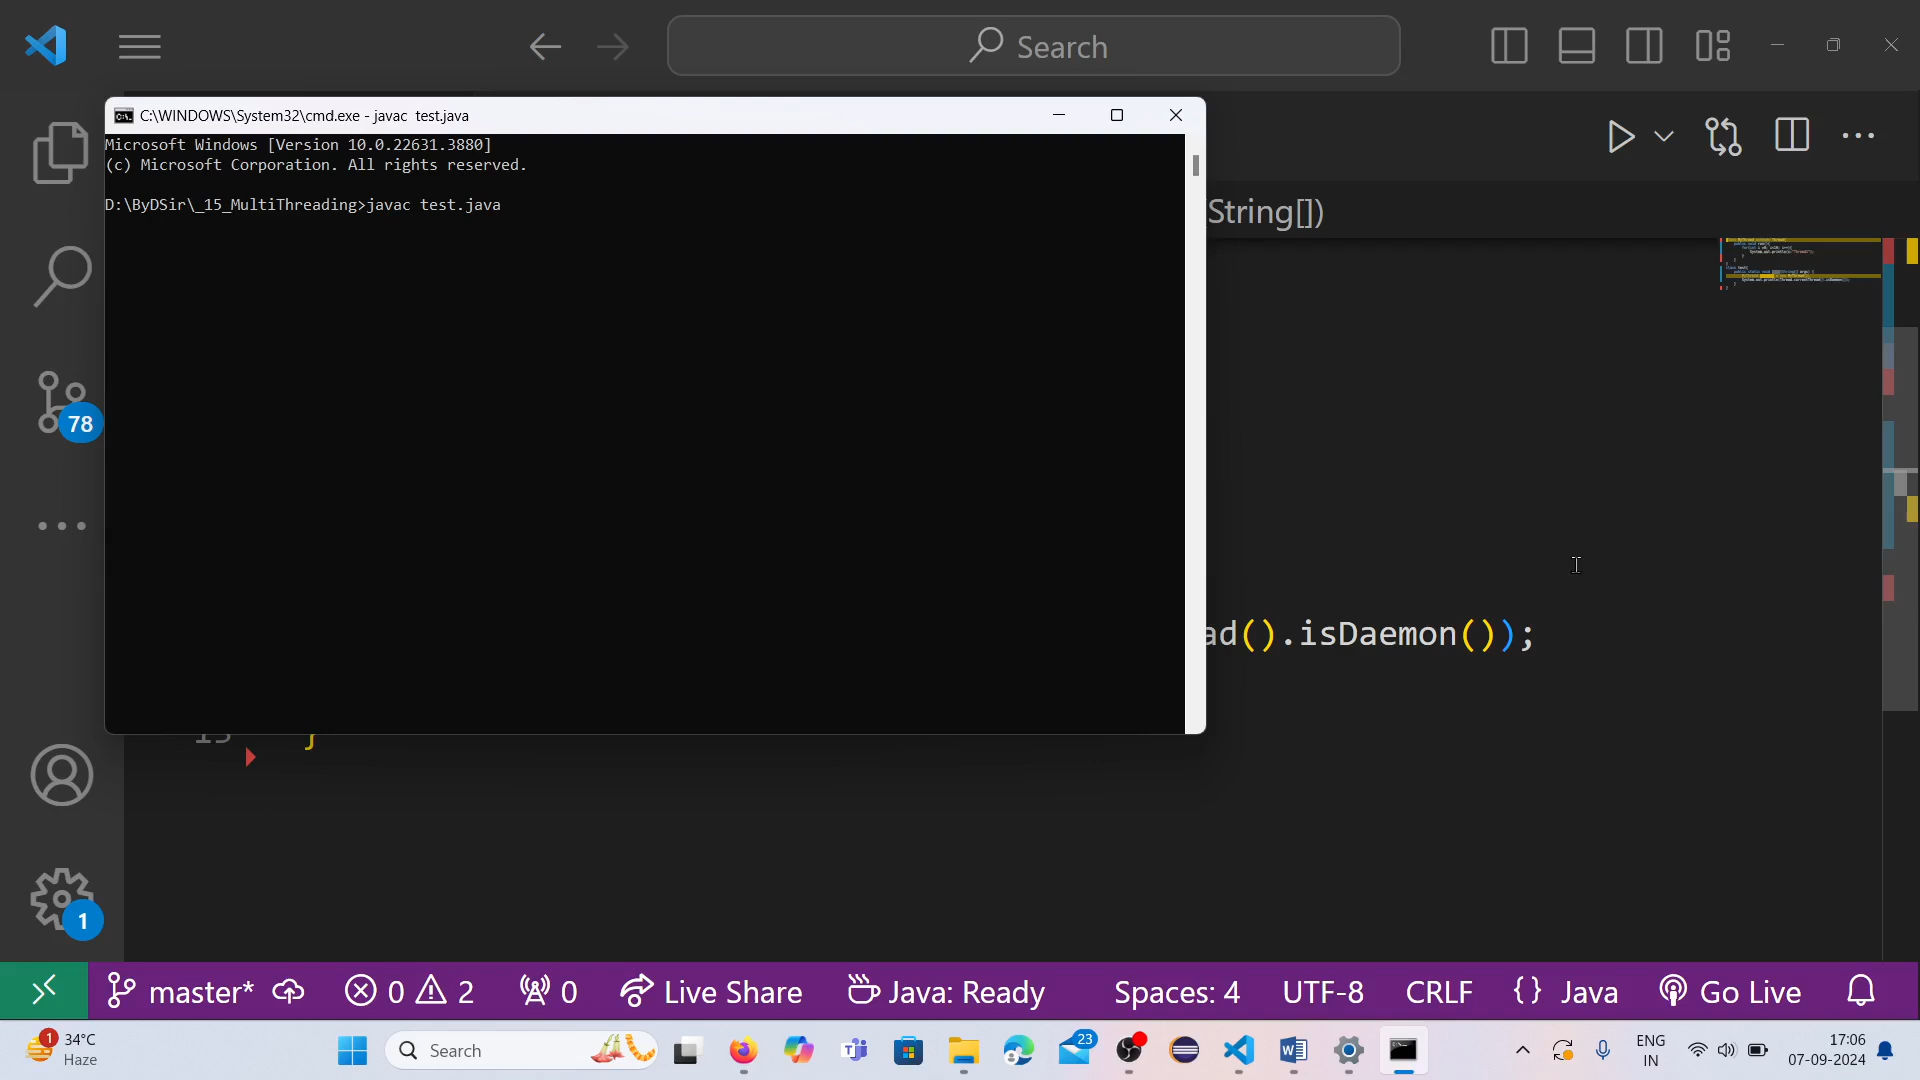 Search
C:\WINDOWS\System32\cmd.exe - javac  test.java
Microsoft Windows [Version 10.0.22631.3880]
(c) Microsoft Corporation. All rights reserved.
D:\ByDSir\_15_MultiThreading>javac test.java
String[])
ad().isDaemon());
15 }
78
1
master* 0 2 0 Live Share Java: Ready Spaces: 4 UTF-8 CRLF {} Java Go Live
1 34°C
Haze
Search
23
ENG
IN
17:06
07-09-2024